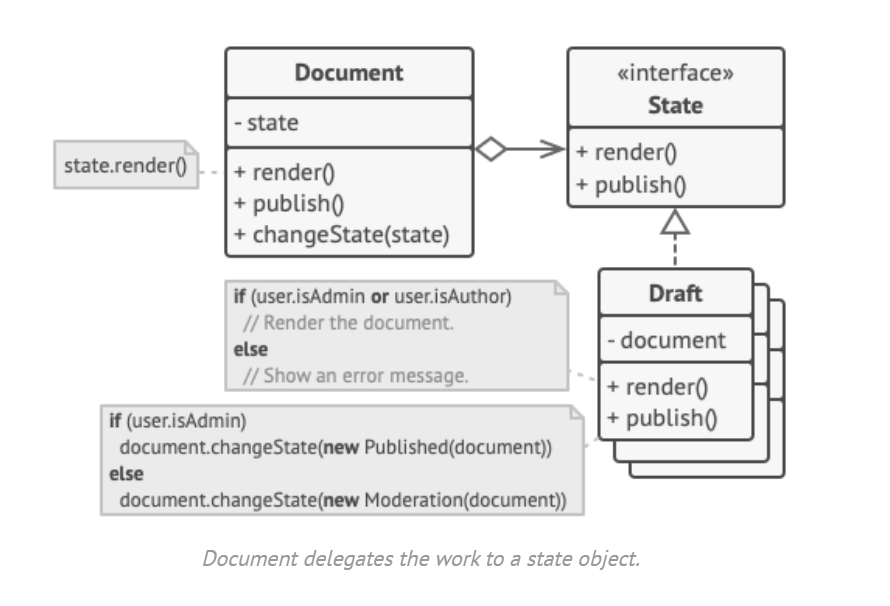 Document
- state
+ render()
+ publish()
+ changeState(state)
«interface»
State
+ render()
+ publish()
state.render()
Draft
- document
+ render()
+ publish()
if (user.isAdmin or user.isAuthor)
// Render the document.
else
// Show an error message.
if (user.isAdmin)
document.changeState(new Published(document))
else
document.changeState(new Moderation(document))
Document delegates the work to a state object.